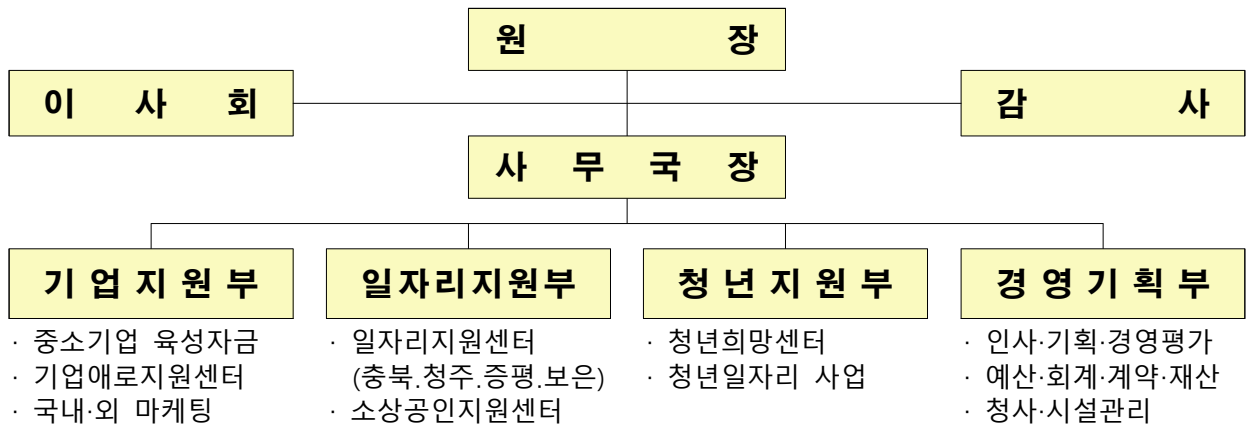 원 장
이 사 회
감 사
사 무 국 장
기 업 지 원 부
· 중소기업 육성자금
· 기업애로지원센터
· 국내·외 마케팅
일자리지원부
· 일자리지원센터
(충북.청주.증평.보은)
· 소상공인지원센터
청 년 지 원 부
· 청년희망센터
· 청년일자리 사업
경 영 기 획 부
· 인사·기획·경영평가
· 예산·회계·계약·재산
· 청사·시설관리